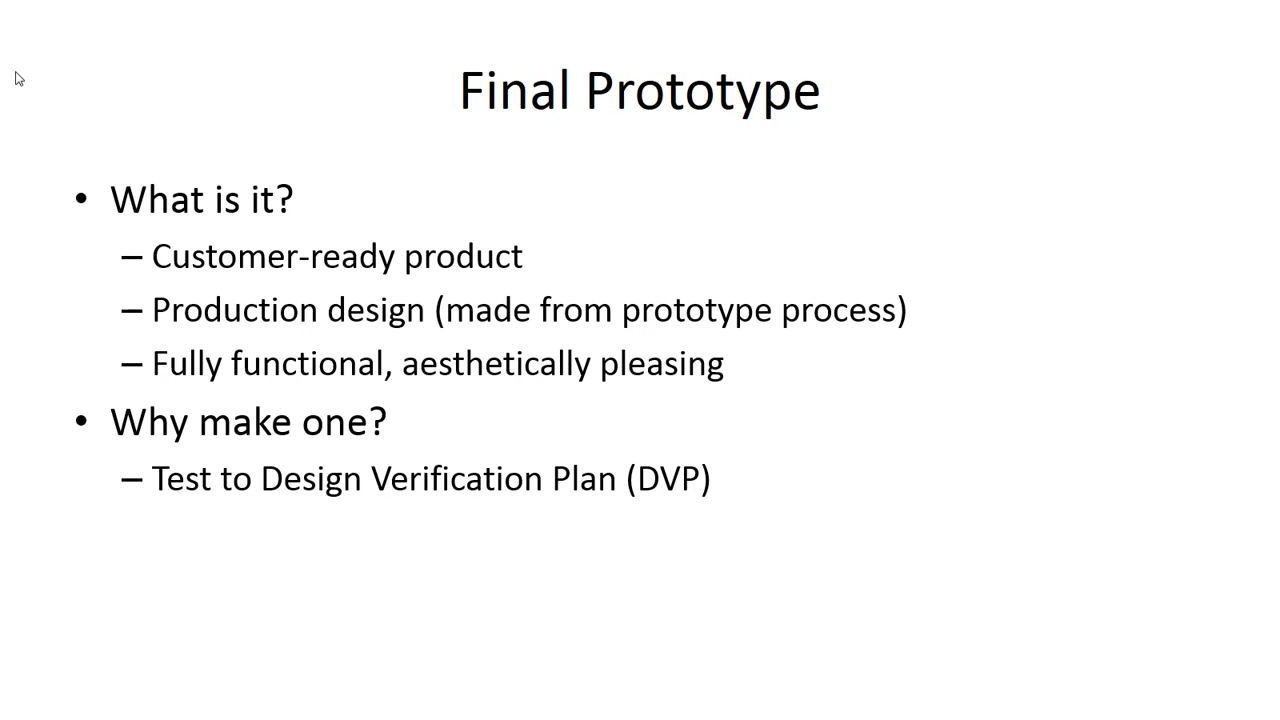 Final Prototype
• What is it?
– Customer-ready product
– Production design (made from prototype process)
– Fully functional, aesthetically pleasing
• Why make one?
– Test to Design Verification Plan (DVP)